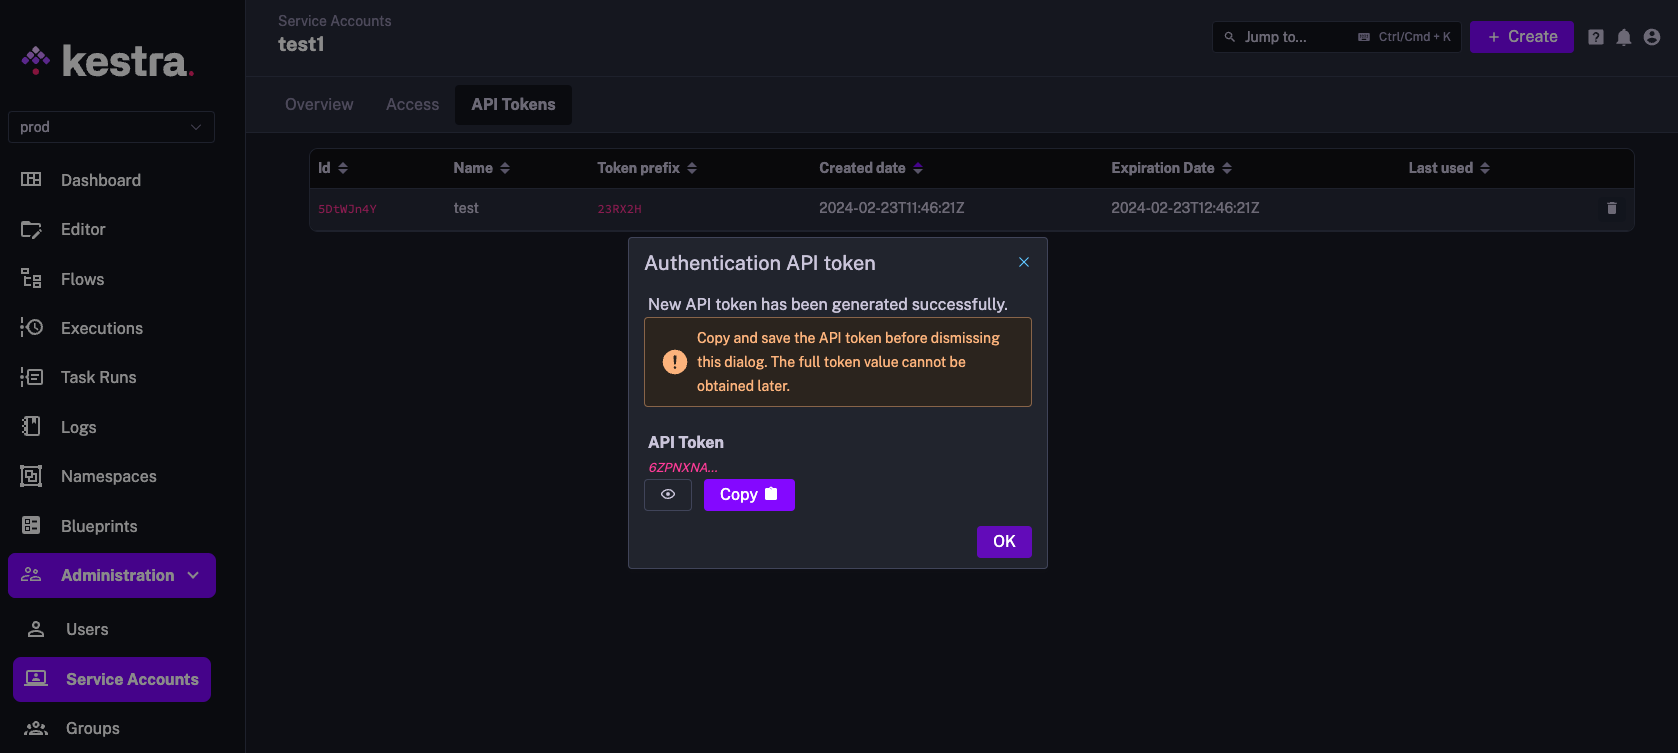 Service Accounts
test1
Jump to...
Ctrl/Cmd + K
+ Create
kestra.
prod
Overview
Access
API Tokens
Dashboard
Editor
Flows
Executions
Task Runs
Logs
Namespaces
Blueprints
Administration
Users
Service Accounts
Groups
Id Name Token prefix Created date Expiration Date Last used
5DtWJn4Y test 23RX2H 2024-02-23T11:46:21Z 2024-02-23T12:46:21Z
Authentication API token
New API token has been generated successfully.
Copy and save the API token before dismissing
this dialog. The full token value cannot be
obtained later.
API Token
6ZPNXNA...
Copy
OK